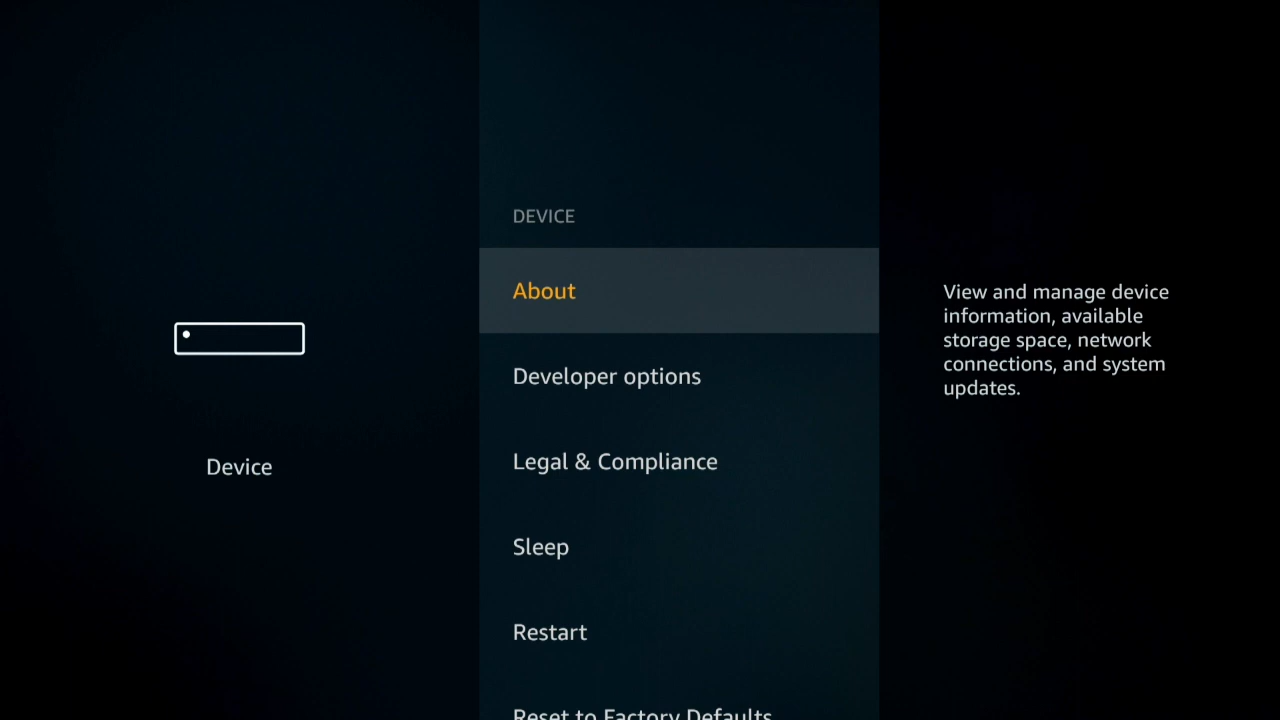 Device
DEVICE
About
Developer options
Legal & Compliance
Sleep
Restart
Reset to Factory Defaults
View and manage device
information, available
storage space, network
connections, and system
updates.